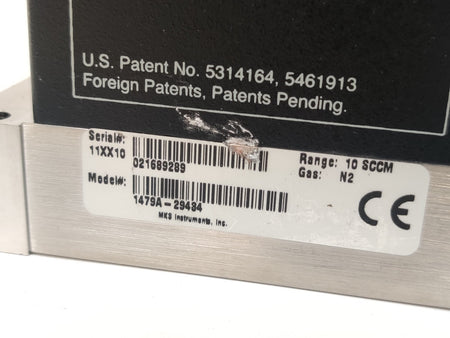 U.S. Patent No. 5314164, 5461913
Foreign Patents, Patents Pending.
Serial#:
11XX10
021689289
Range: 10 SCCM
Gas: N2
Model#:
1479A-29434
MKS Instruments, Inc.
CE